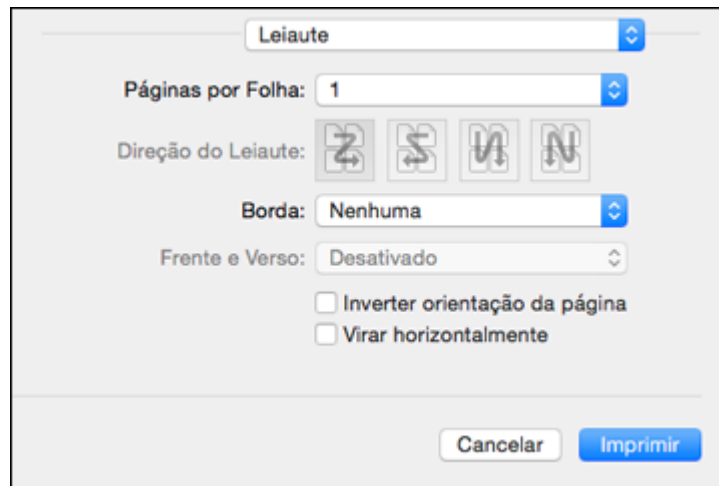 Leiaute
Páginas por Folha: 1
Direção do Leiaute:
Borda: Nenhuma
Frente e Verso: Desativado
Inverter orientação da página
Virar horizontalmente
Cancelar Imprimir